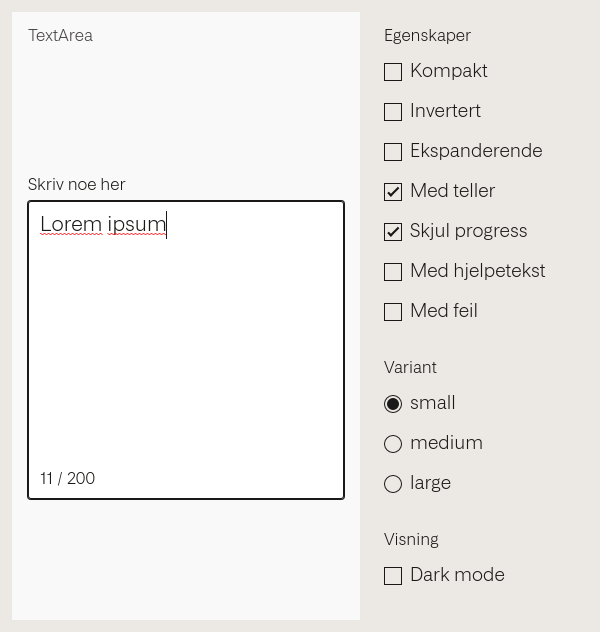 TextArea
Skriv noe her
Lorem ipsum
11 / 200
Egenskaper
Kompakt
Invertert
Ekspanderende
Med teller
Skjul progress
Med hjelpetekst
Med feil
Variant
small
medium
large
Visning
Dark mode